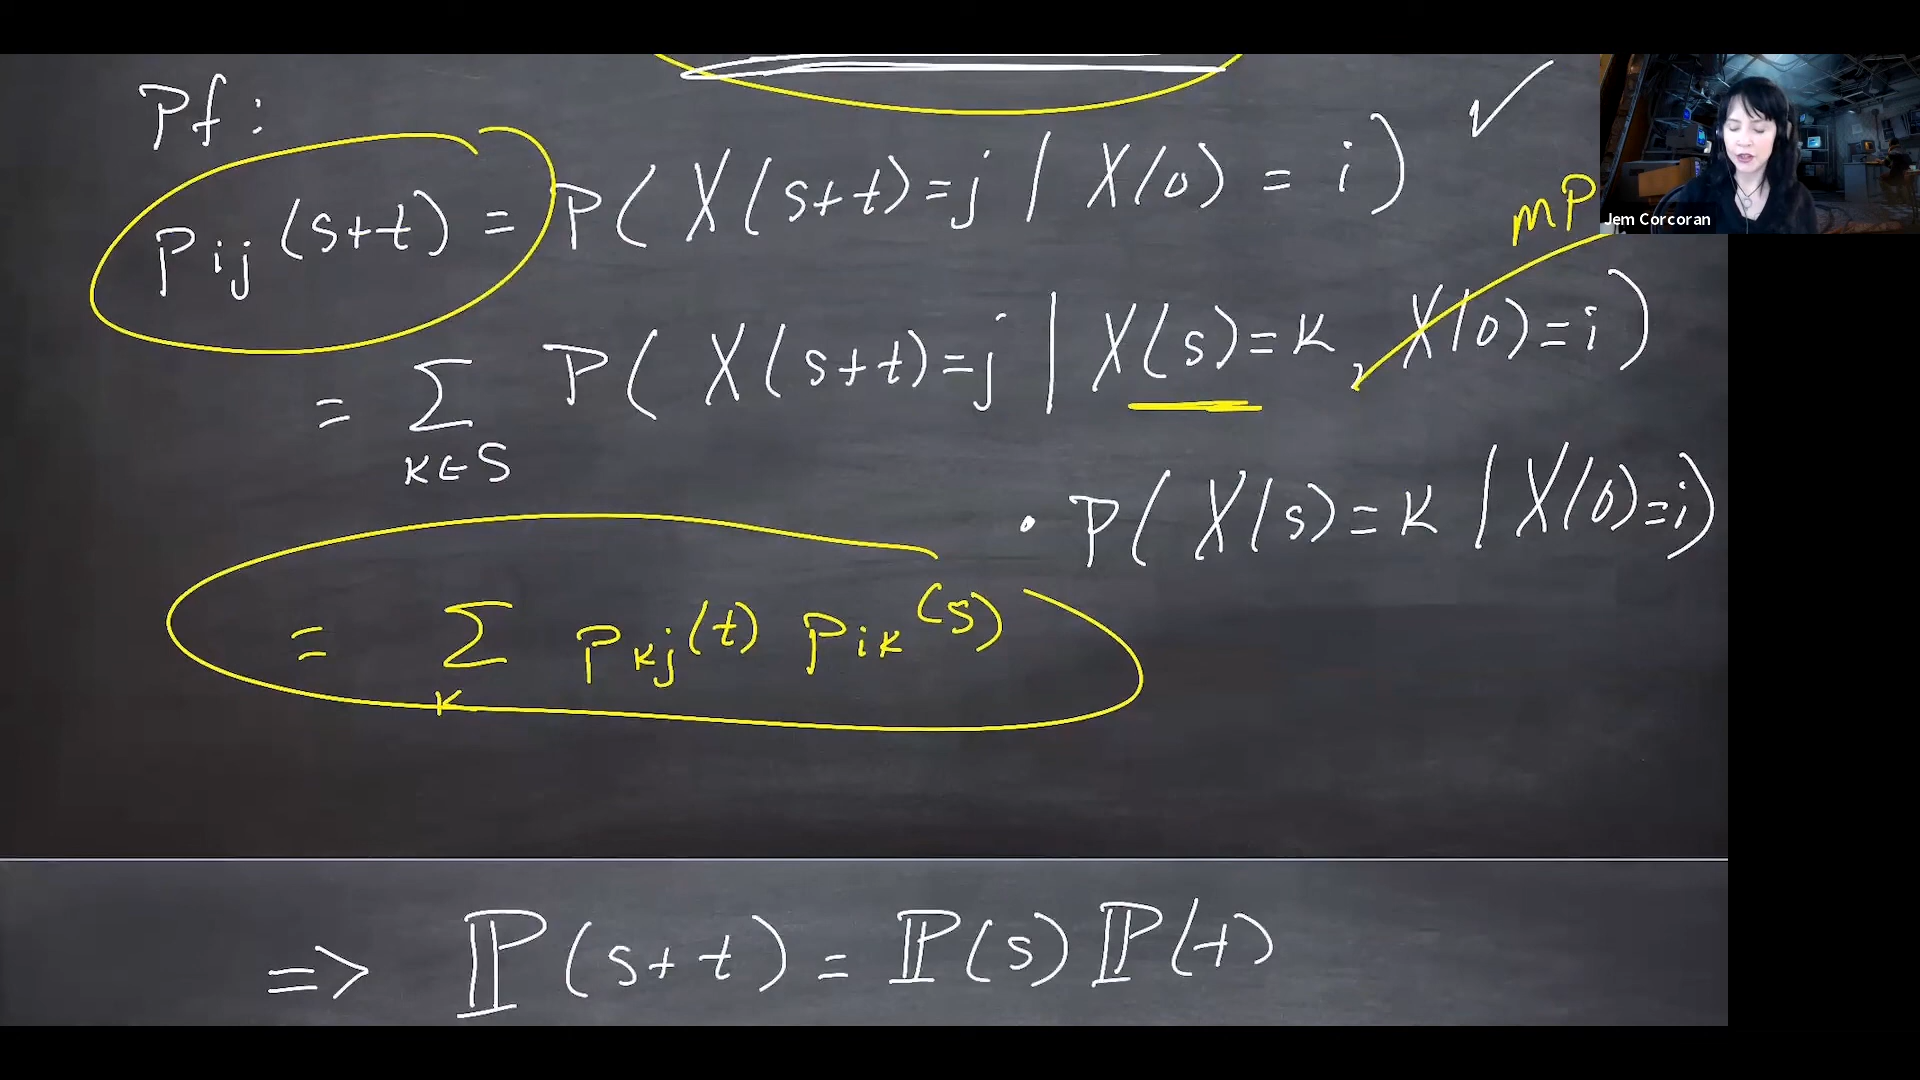 Pf:
Pij (s+t) = P( X(s+t)=j | X(0) = i) ✓
MP
= Σ P( X(s+t)=j | X(s)=K, X(0)=i)
K∈S
· P( X(s)=K | X(0)=i)
= Σ PKj(t) PiK(s)
K
=> ℙ(s+t) = ℙ(s) ℙ(t)
Jem Corcoran